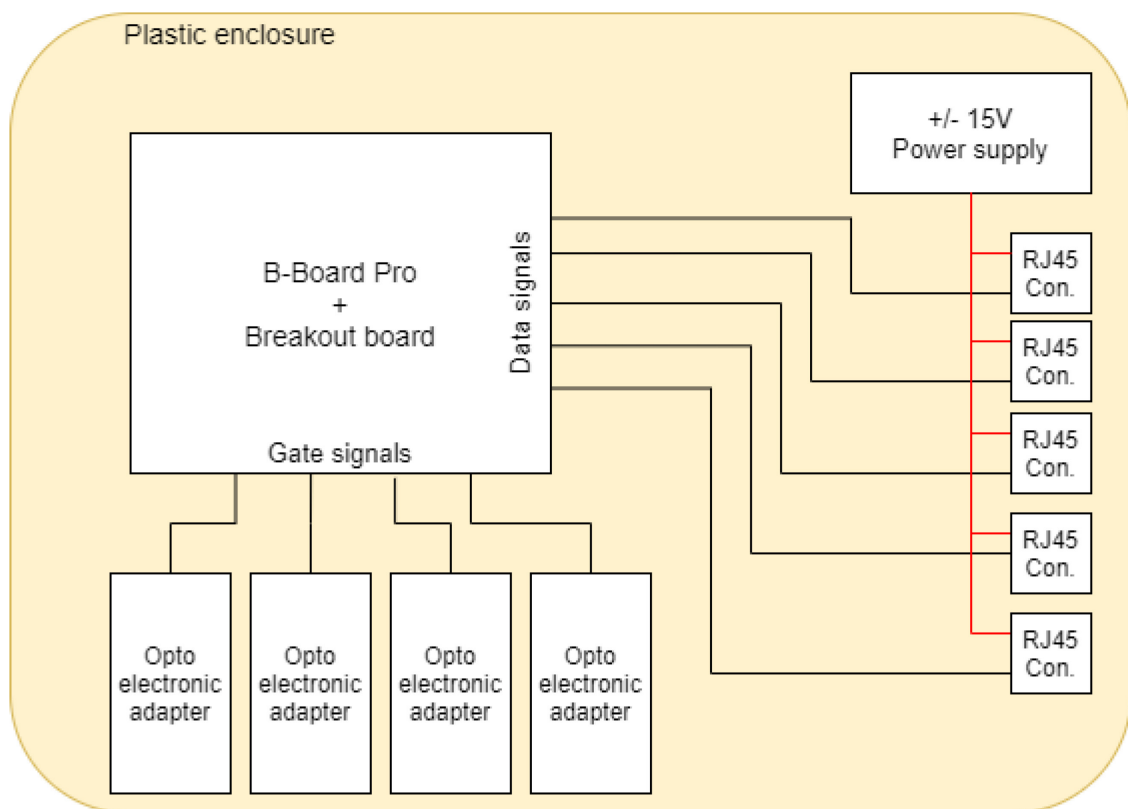 Plastic enclosure
+/- 15V
Power supply
B-Board Pro
+
Breakout board
Data signals
Gate signals
RJ45
Con.
RJ45
Con.
RJ45
Con.
RJ45
Con.
RJ45
Con.
Opto
electronic
adapter
Opto
electronic
adapter
Opto
electronic
adapter
Opto
electronic
adapter